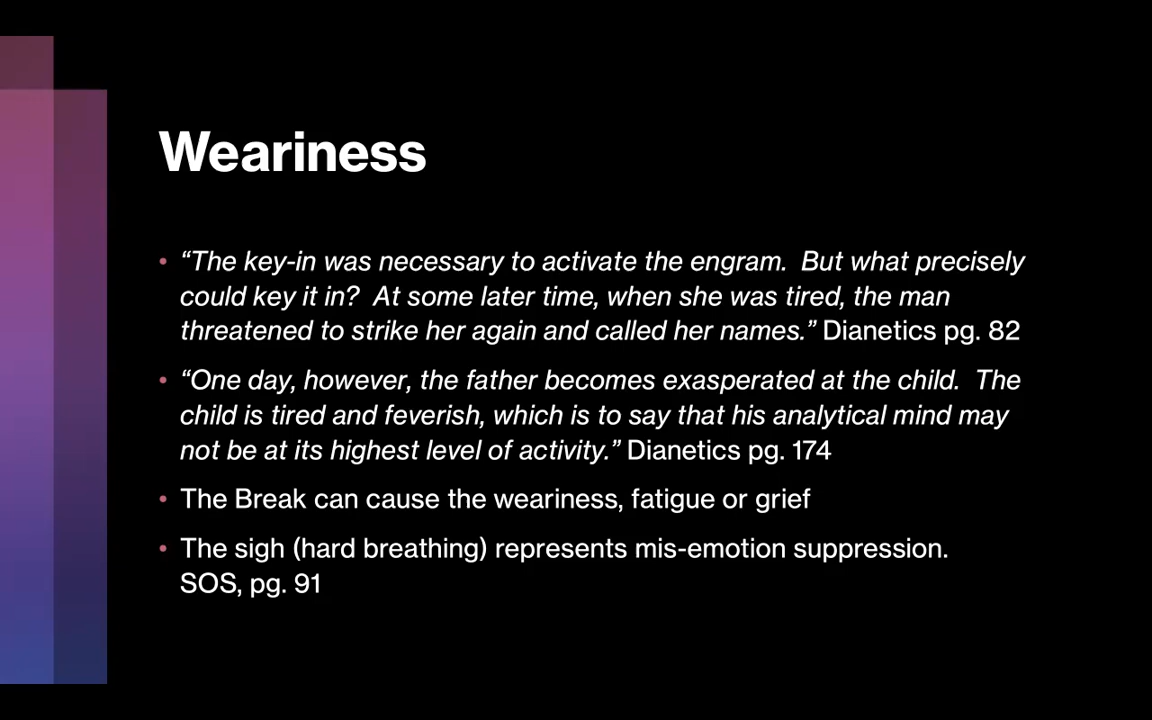 Weariness
• “The key-in was necessary to activate the engram.  But what precisely
could key it in?  At some later time, when she was tired, the man
threatened to strike her again and called her names.” Dianetics pg. 82
• “One day, however, the father becomes exasperated at the child.  The
child is tired and feverish, which is to say that his analytical mind may
not be at its highest level of activity.” Dianetics pg. 174
• The Break can cause the weariness, fatigue or grief
• The sigh (hard breathing) represents mis-emotion suppression.
SOS, pg. 91